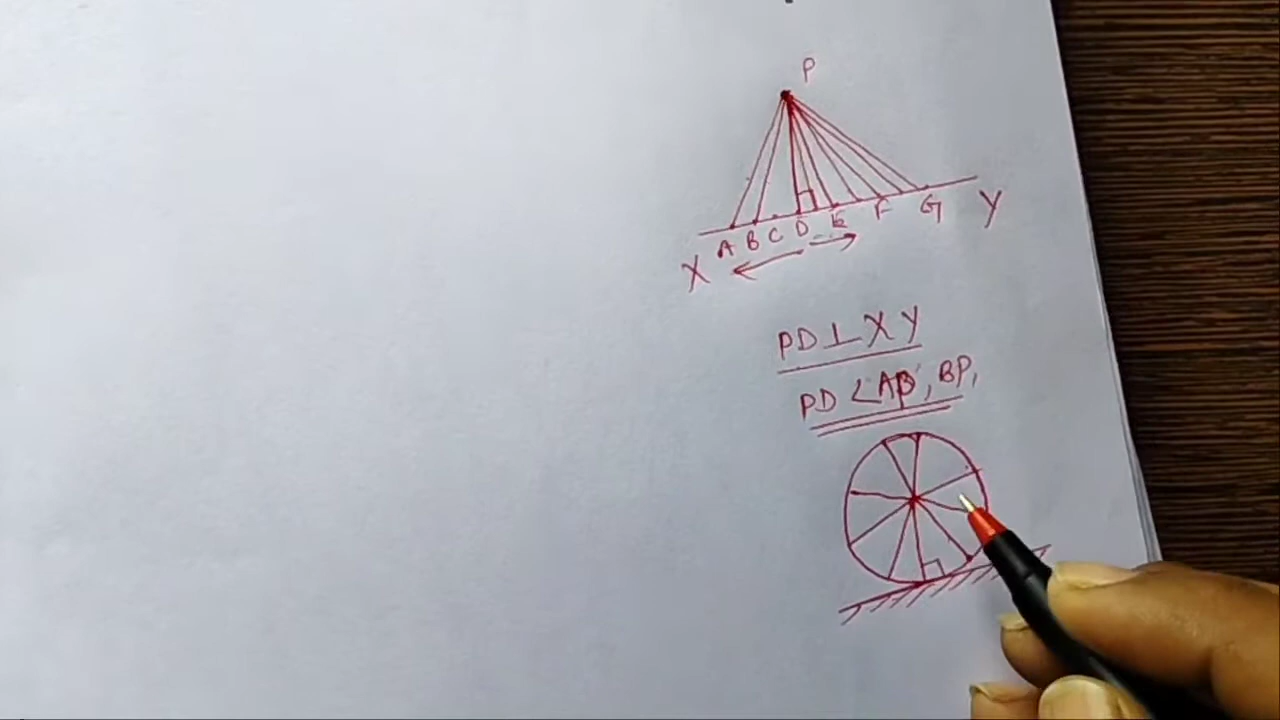 P
A B C D E F G
X Y
PD ⊥ XY
PD < AP, BP,